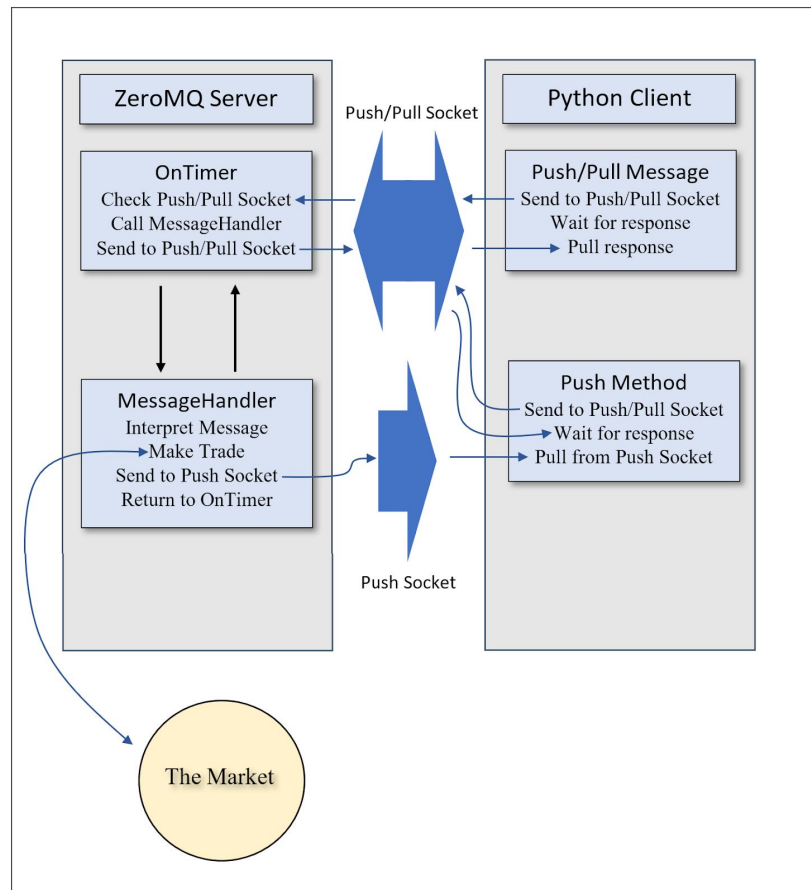 ZeroMQ Server
Python Client
Push/Pull Socket
OnTimer
Check Push/Pull Socket
Call MessageHandler
Send to Push/Pull Socket
Push/Pull Message
Send to Push/Pull Socket
Wait for response
Pull response
MessageHandler
Interpret Message
Make Trade
Send to Push Socket
Return to OnTimer
Push Method
Send to Push/Pull Socket
Wait for response
Pull from Push Socket
Push Socket
The Market